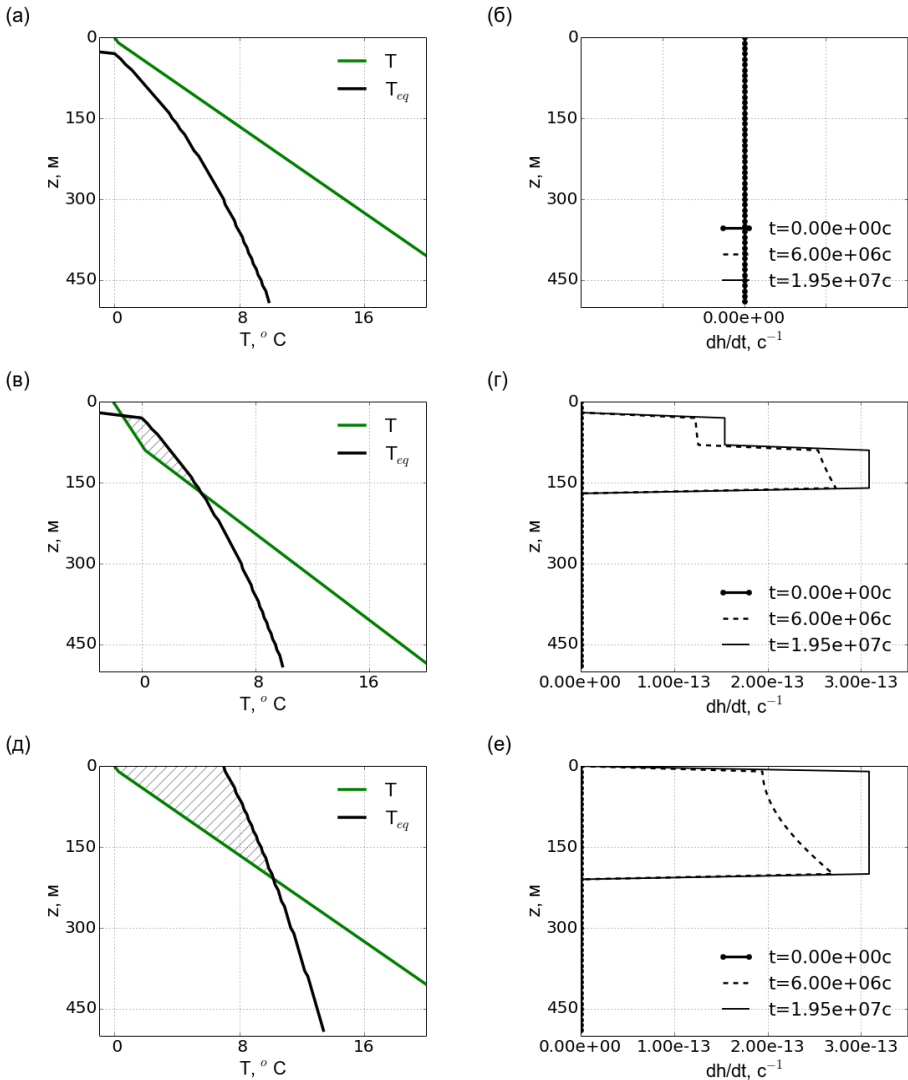 (а)
0
150
300
450
z, м
0
8
16
T, ° C
T
T_eq
(б)
0
150
300
450
z, м
t=0.00e+00c
t=6.00e+06c
t=1.95e+07c
0.00e+00
dh/dt, c⁻¹
(в)
0
150
300
450
z, м
0
8
16
T, ° C
T
T_eq
(г)
0
150
300
450
z, м
t=0.00e+00c
t=6.00e+06c
t=1.95e+07c
0.00e+00 1.00e-13 2.00e-13 3.00e-13
dh/dt, c⁻¹
(д)
0
150
300
450
z, м
0
8
16
T, ° C
T
T_eq
(е)
0
150
300
450
z, м
t=0.00e+00c
t=6.00e+06c
t=1.95e+07c
0.00e+00 1.00e-13 2.00e-13 3.00e-13
dh/dt, c⁻¹